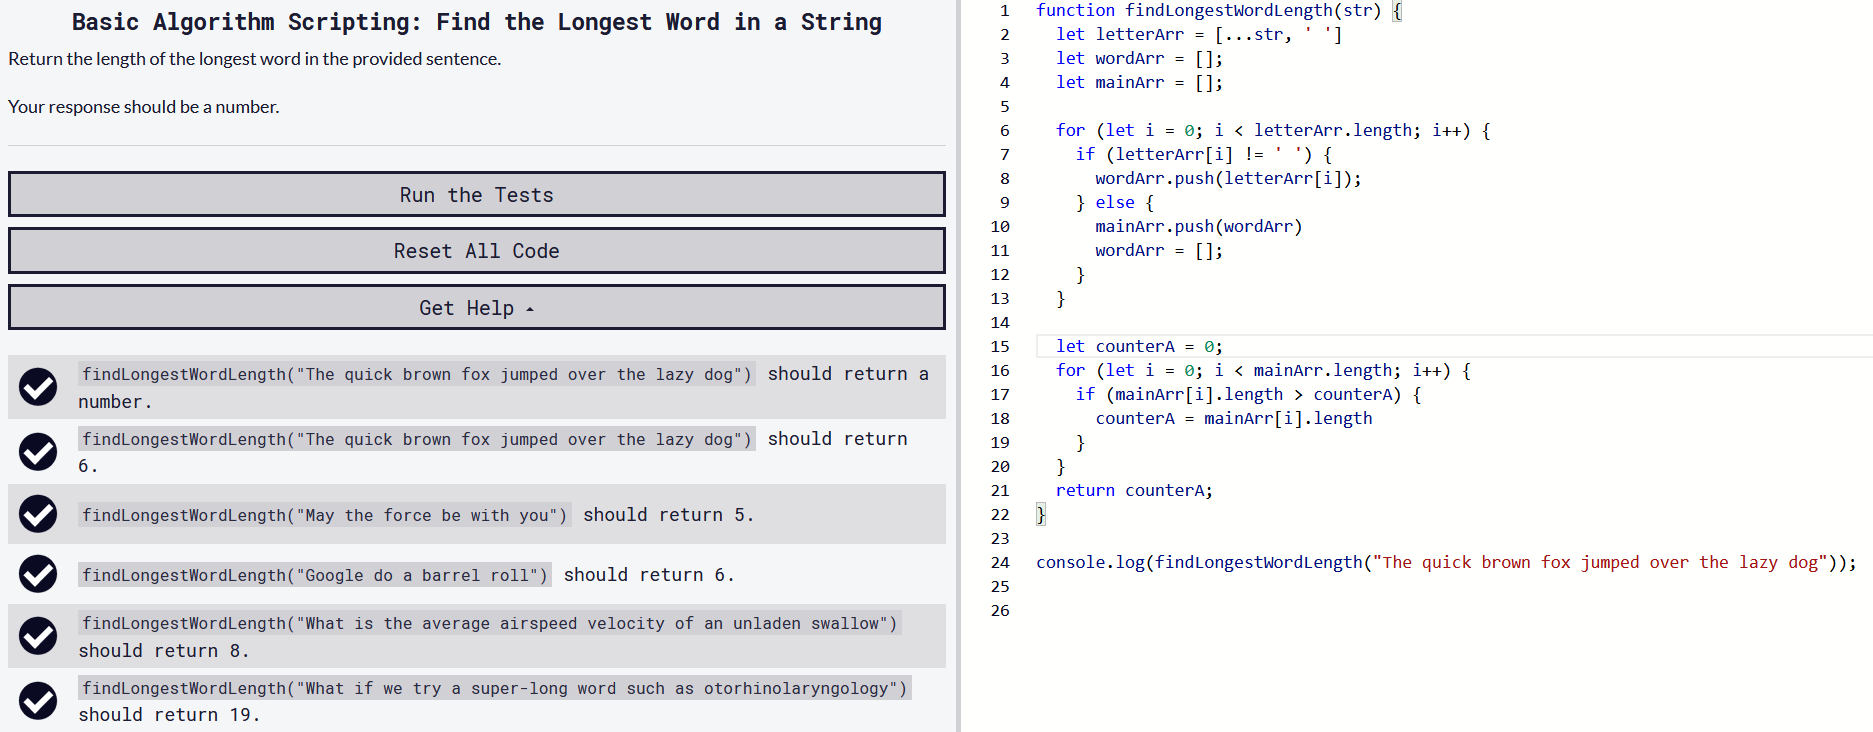 Basic Algorithm Scripting: Find the Longest Word in a String
Return the length of the longest word in the provided sentence.
Your response should be a number.
Run the Tests
Reset All Code
Get Help
findLongestWordLength("The quick brown fox jumped over the lazy dog") should return a
number.
findLongestWordLength("The quick brown fox jumped over the lazy dog") should return
6.
findLongestWordLength("May the force be with you") should return 5.
findLongestWordLength("Google do a barrel roll") should return 6.
findLongestWordLength("What is the average airspeed velocity of an unladen swallow")
should return 8.
findLongestWordLength("What if we try a super-long word such as otorhinolaryngology")
should return 19.
1 function findLongestWordLength(str) {
2 let letterArr = [...str, ' ']
3 let wordArr = [];
4 let mainArr = [];
5
6 for (let i = 0; i < letterArr.length; i++) {
7 if (letterArr[i] != ' ') {
8 wordArr.push(letterArr[i]);
9 } else {
10 mainArr.push(wordArr)
11 wordArr = [];
12 }
13 }
14
15 let counterA = 0;
16 for (let i = 0; i < mainArr.length; i++) {
17 if (mainArr[i].length > counterA) {
18 counterA = mainArr[i].length
19 }
20 }
21 return counterA;
22 }
23
24 console.log(findLongestWordLength("The quick brown fox jumped over the lazy dog"));
25
26